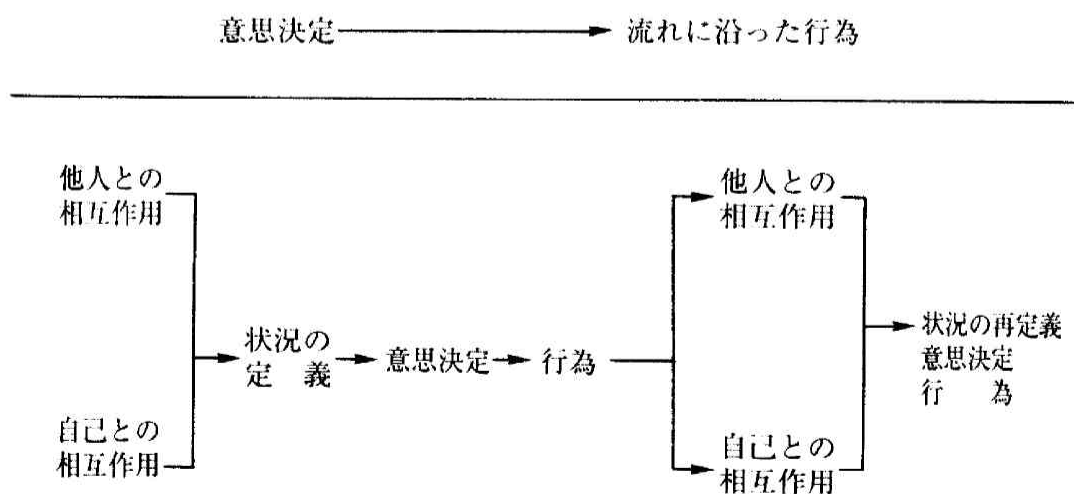 意思決定 流れに沿った行為
他人との
相互作用
自己との
相互作用
状況の
定 義
意思決定
行為
他人との
相互作用
自己との
相互作用
状況の再定義
意思決定
行 為